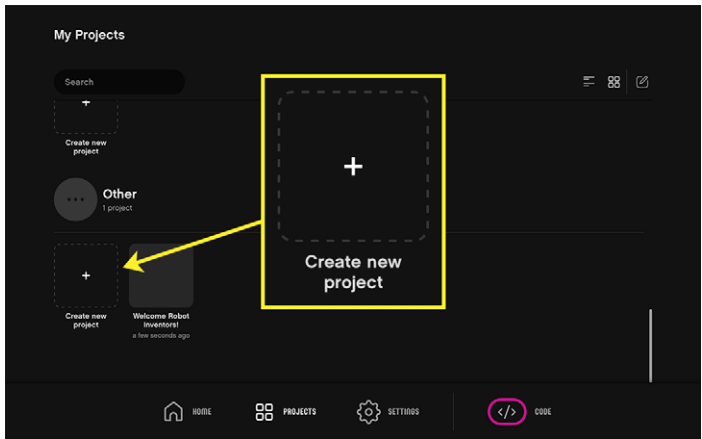 My Projects
Search
Create new
project
Other
1 project
Create new
project
Create new
project
Welcome Robot
Inventors!
a few seconds ago
HOME
PROJECTS
SETTINGS
CODE